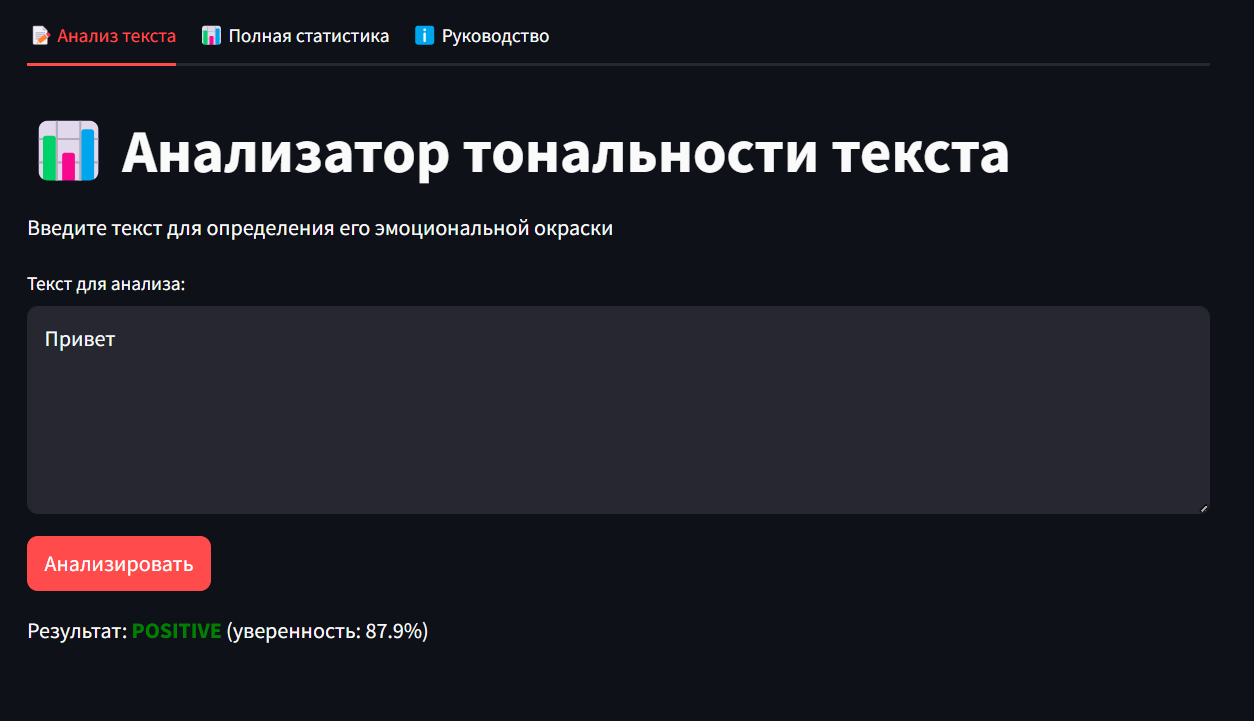 Анализ текста Полная статистика Руководство
Анализатор тональности текста
Введите текст для определения его эмоциональной окраски
Текст для анализа:
Привет
Анализировать
Результат: POSITIVE (уверенность: 87.9%)